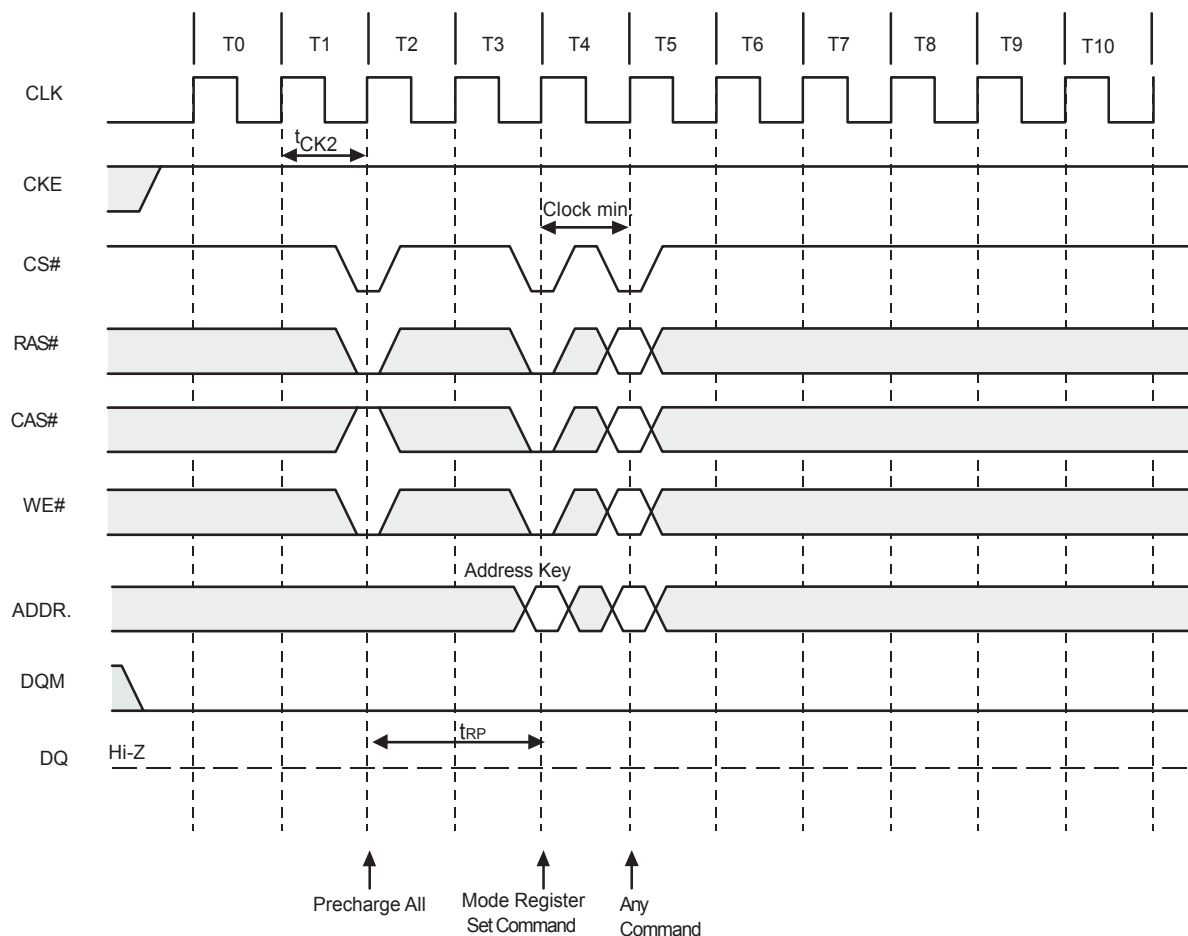 T0 T1 T2 T3 T4 T5 T6 T7 T8 T9 T10
CLK
tCK2
CKE
Clock min.
CS#
RAS#
CAS#
WE#
Address Key
ADDR.
DQM
tRP
DQ Hi-Z
Precharge All
Mode Register
Set Command
Any
Command